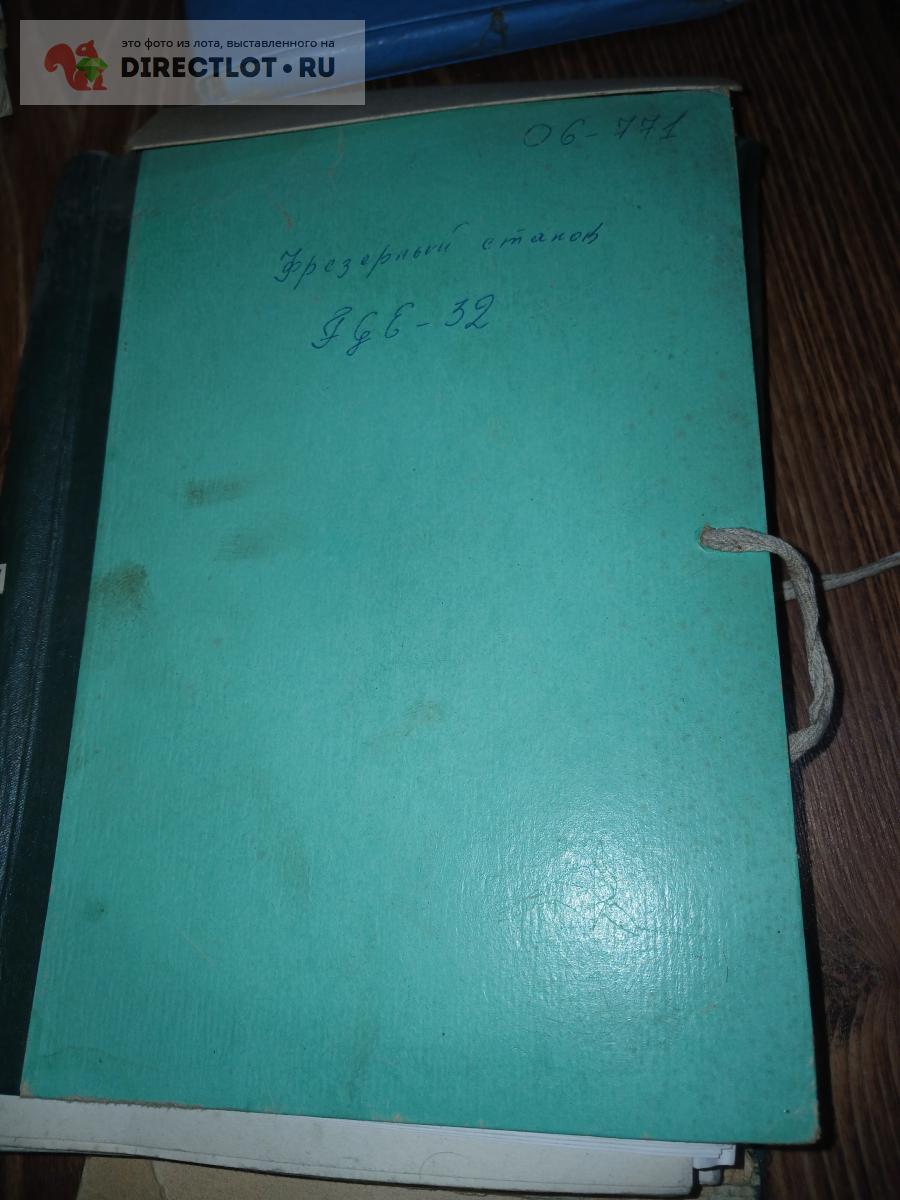 это фото из лота, выставленного на
DIRECTLOT.RU
06-771
Фрезерный станок
FGE-32